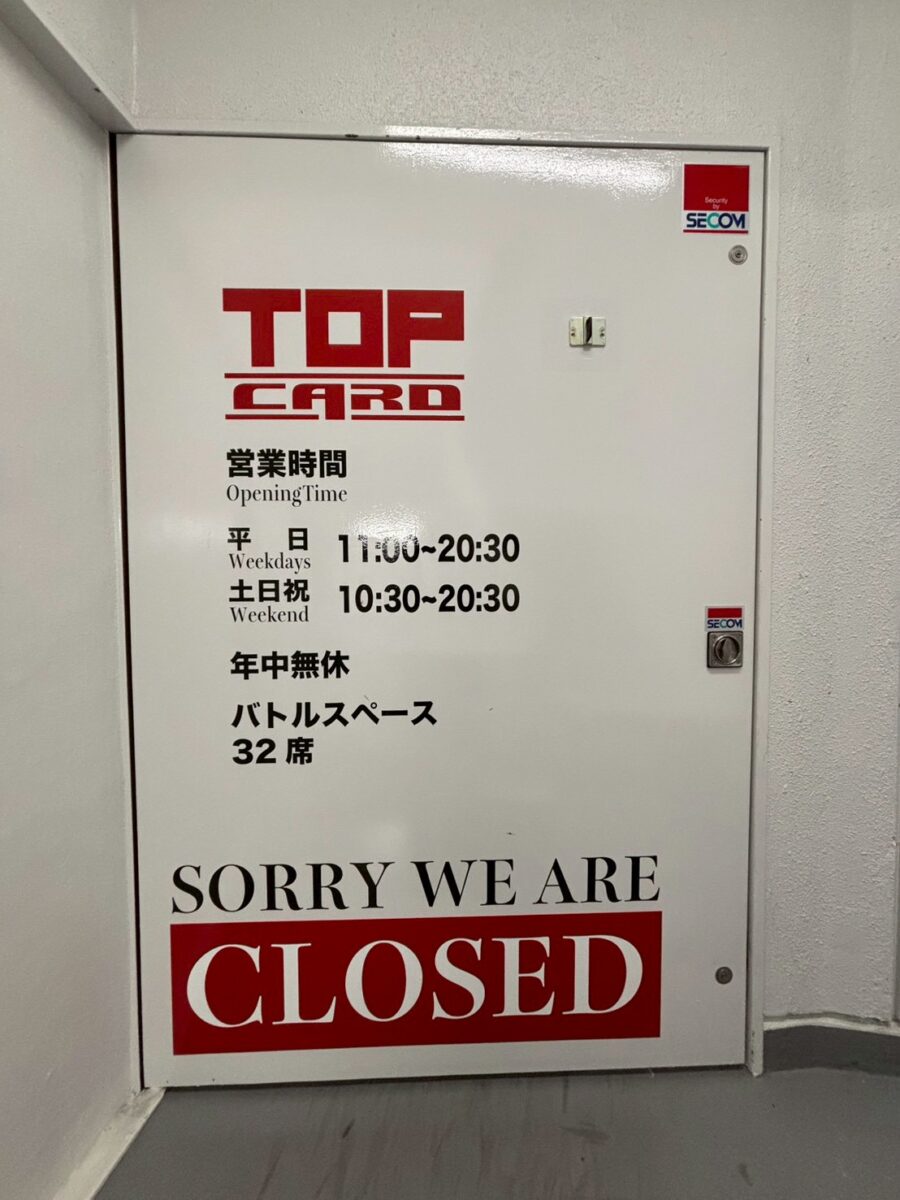 Security
by
SECOM
TOP
CARD
営業時間
OpeningTime
平 日 11:00~20:30
Weekdays
土日祝 10:30~20:30
Weekend
SECOM
年中無休
バトルスペース
32 席
SORRY WE ARE
CLOSED